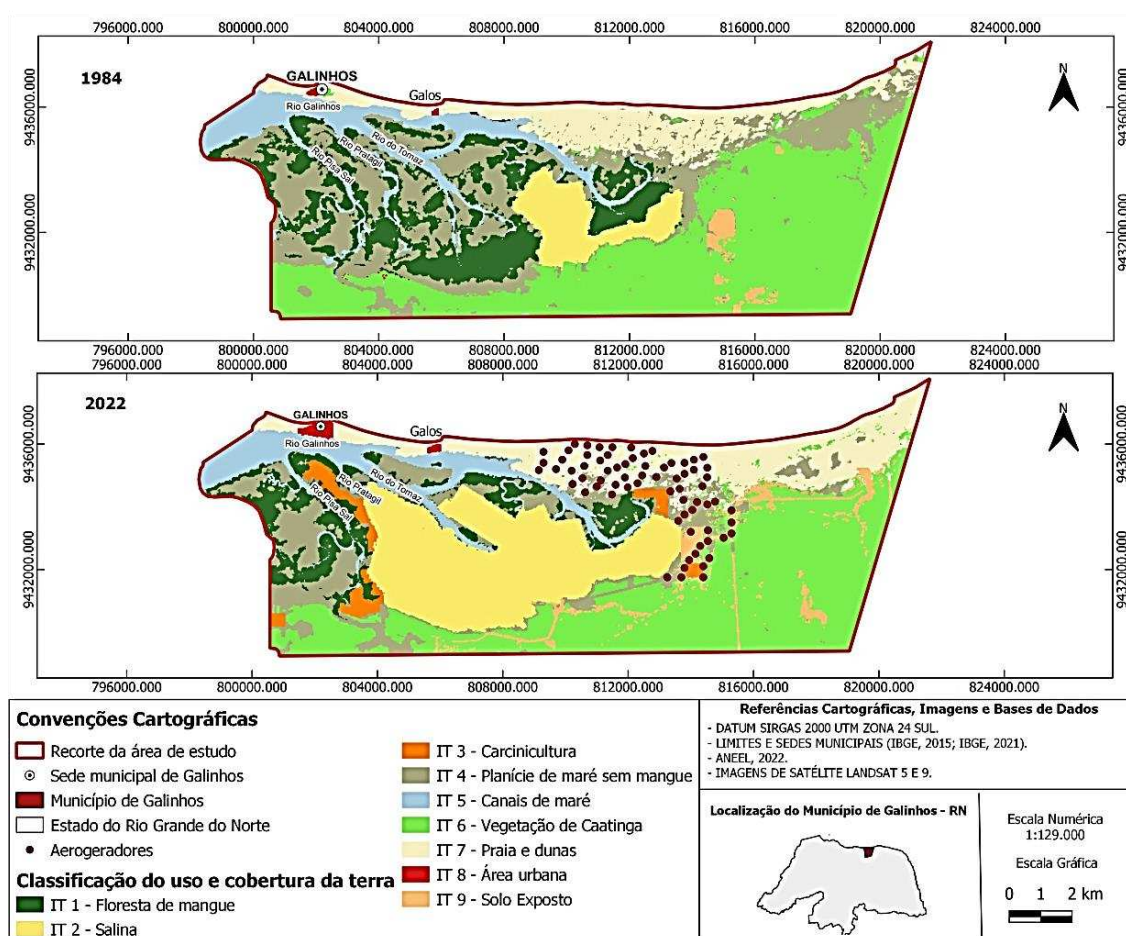 796000.000 800000.000 804000.000 808000.000 812000.000 816000.000 820000.000 824000.000
1984
N
GALINHOS
Galos
Rio Galinhos
Rio do Tomaz
Rio Pratagil
Rio Pisa Sal
9436000.000 9436000.000
9432000.000 9432000.000
796000.000 800000.000 804000.000 808000.000 812000.000 816000.000 820000.000 824000.000
796000.000 800000.000 804000.000 808000.000 812000.000 816000.000 820000.000 824000.000
2022
N
GALINHOS
Galos
Rio Galinhos
Rio do Tomaz
Rio Pratagil
Rio Pisa Sal
9436000.000 9436000.000
9432000.000 9432000.000
796000.000 800000.000 804000.000 808000.000 812000.000 816000.000 820000.000 824000.000
Convenções Cartográficas
Recorte da área de estudo
Sede municipal de Galinhos
Município de Galinhos
Estado do Rio Grande do Norte
Aerogeradores
Classificação do uso e cobertura da terra
IT 1 - Floresta de mangue
IT 2 - Salina
IT 3 - Carcinicultura
IT 4 - Planície de maré sem mangue
IT 5 - Canais de maré
IT 6 - Vegetação de Caatinga
IT 7 - Praia e dunas
IT 8 - Área urbana
IT 9 - Solo Exposto
Referências Cartográficas, Imagens e Bases de Dados
- DATUM SIRGAS 2000 UTM ZONA 24 SUL.
- LIMITES E SEDES MUNICIPAIS (IBGE, 2015; IBGE, 2021).
- ANEEL, 2022.
- IMAGENS DE SATÉLITE LANDSAT 5 E 9.
Localização do Município de Galinhos - RN
Escala Numérica
1:129.000
Escala Gráfica
0 1 2 km